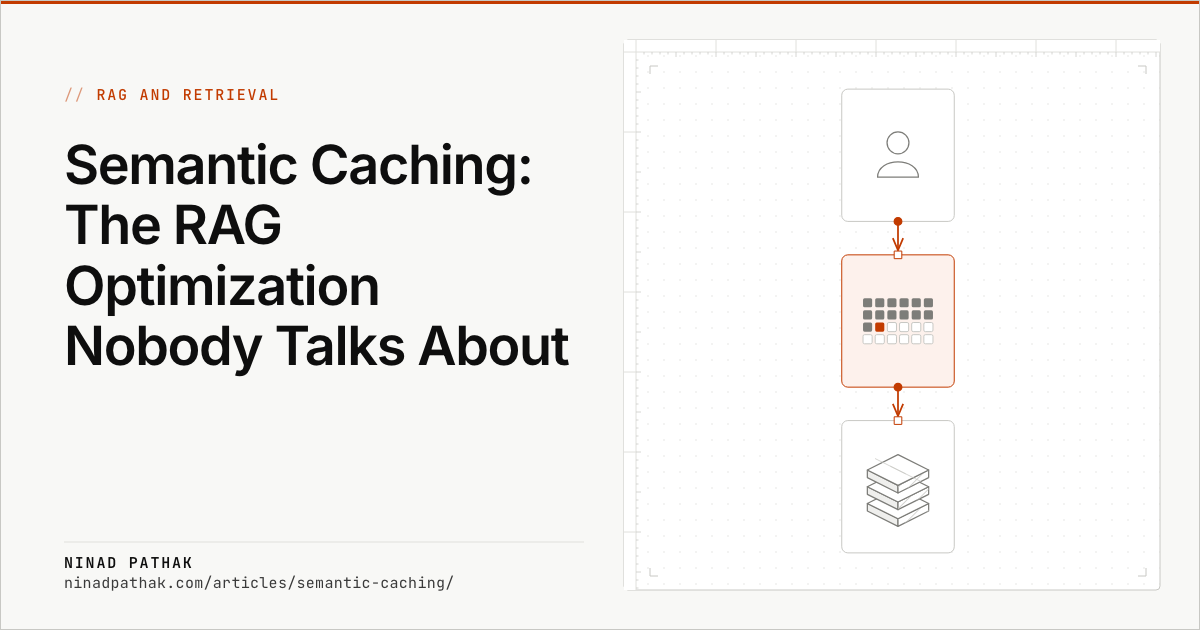 // RAG AND RETRIEVAL
Semantic Caching:
The RAG
Optimization
Nobody Talks About
NINAD PATHAK
ninadpathak.com/articles/semantic-caching/